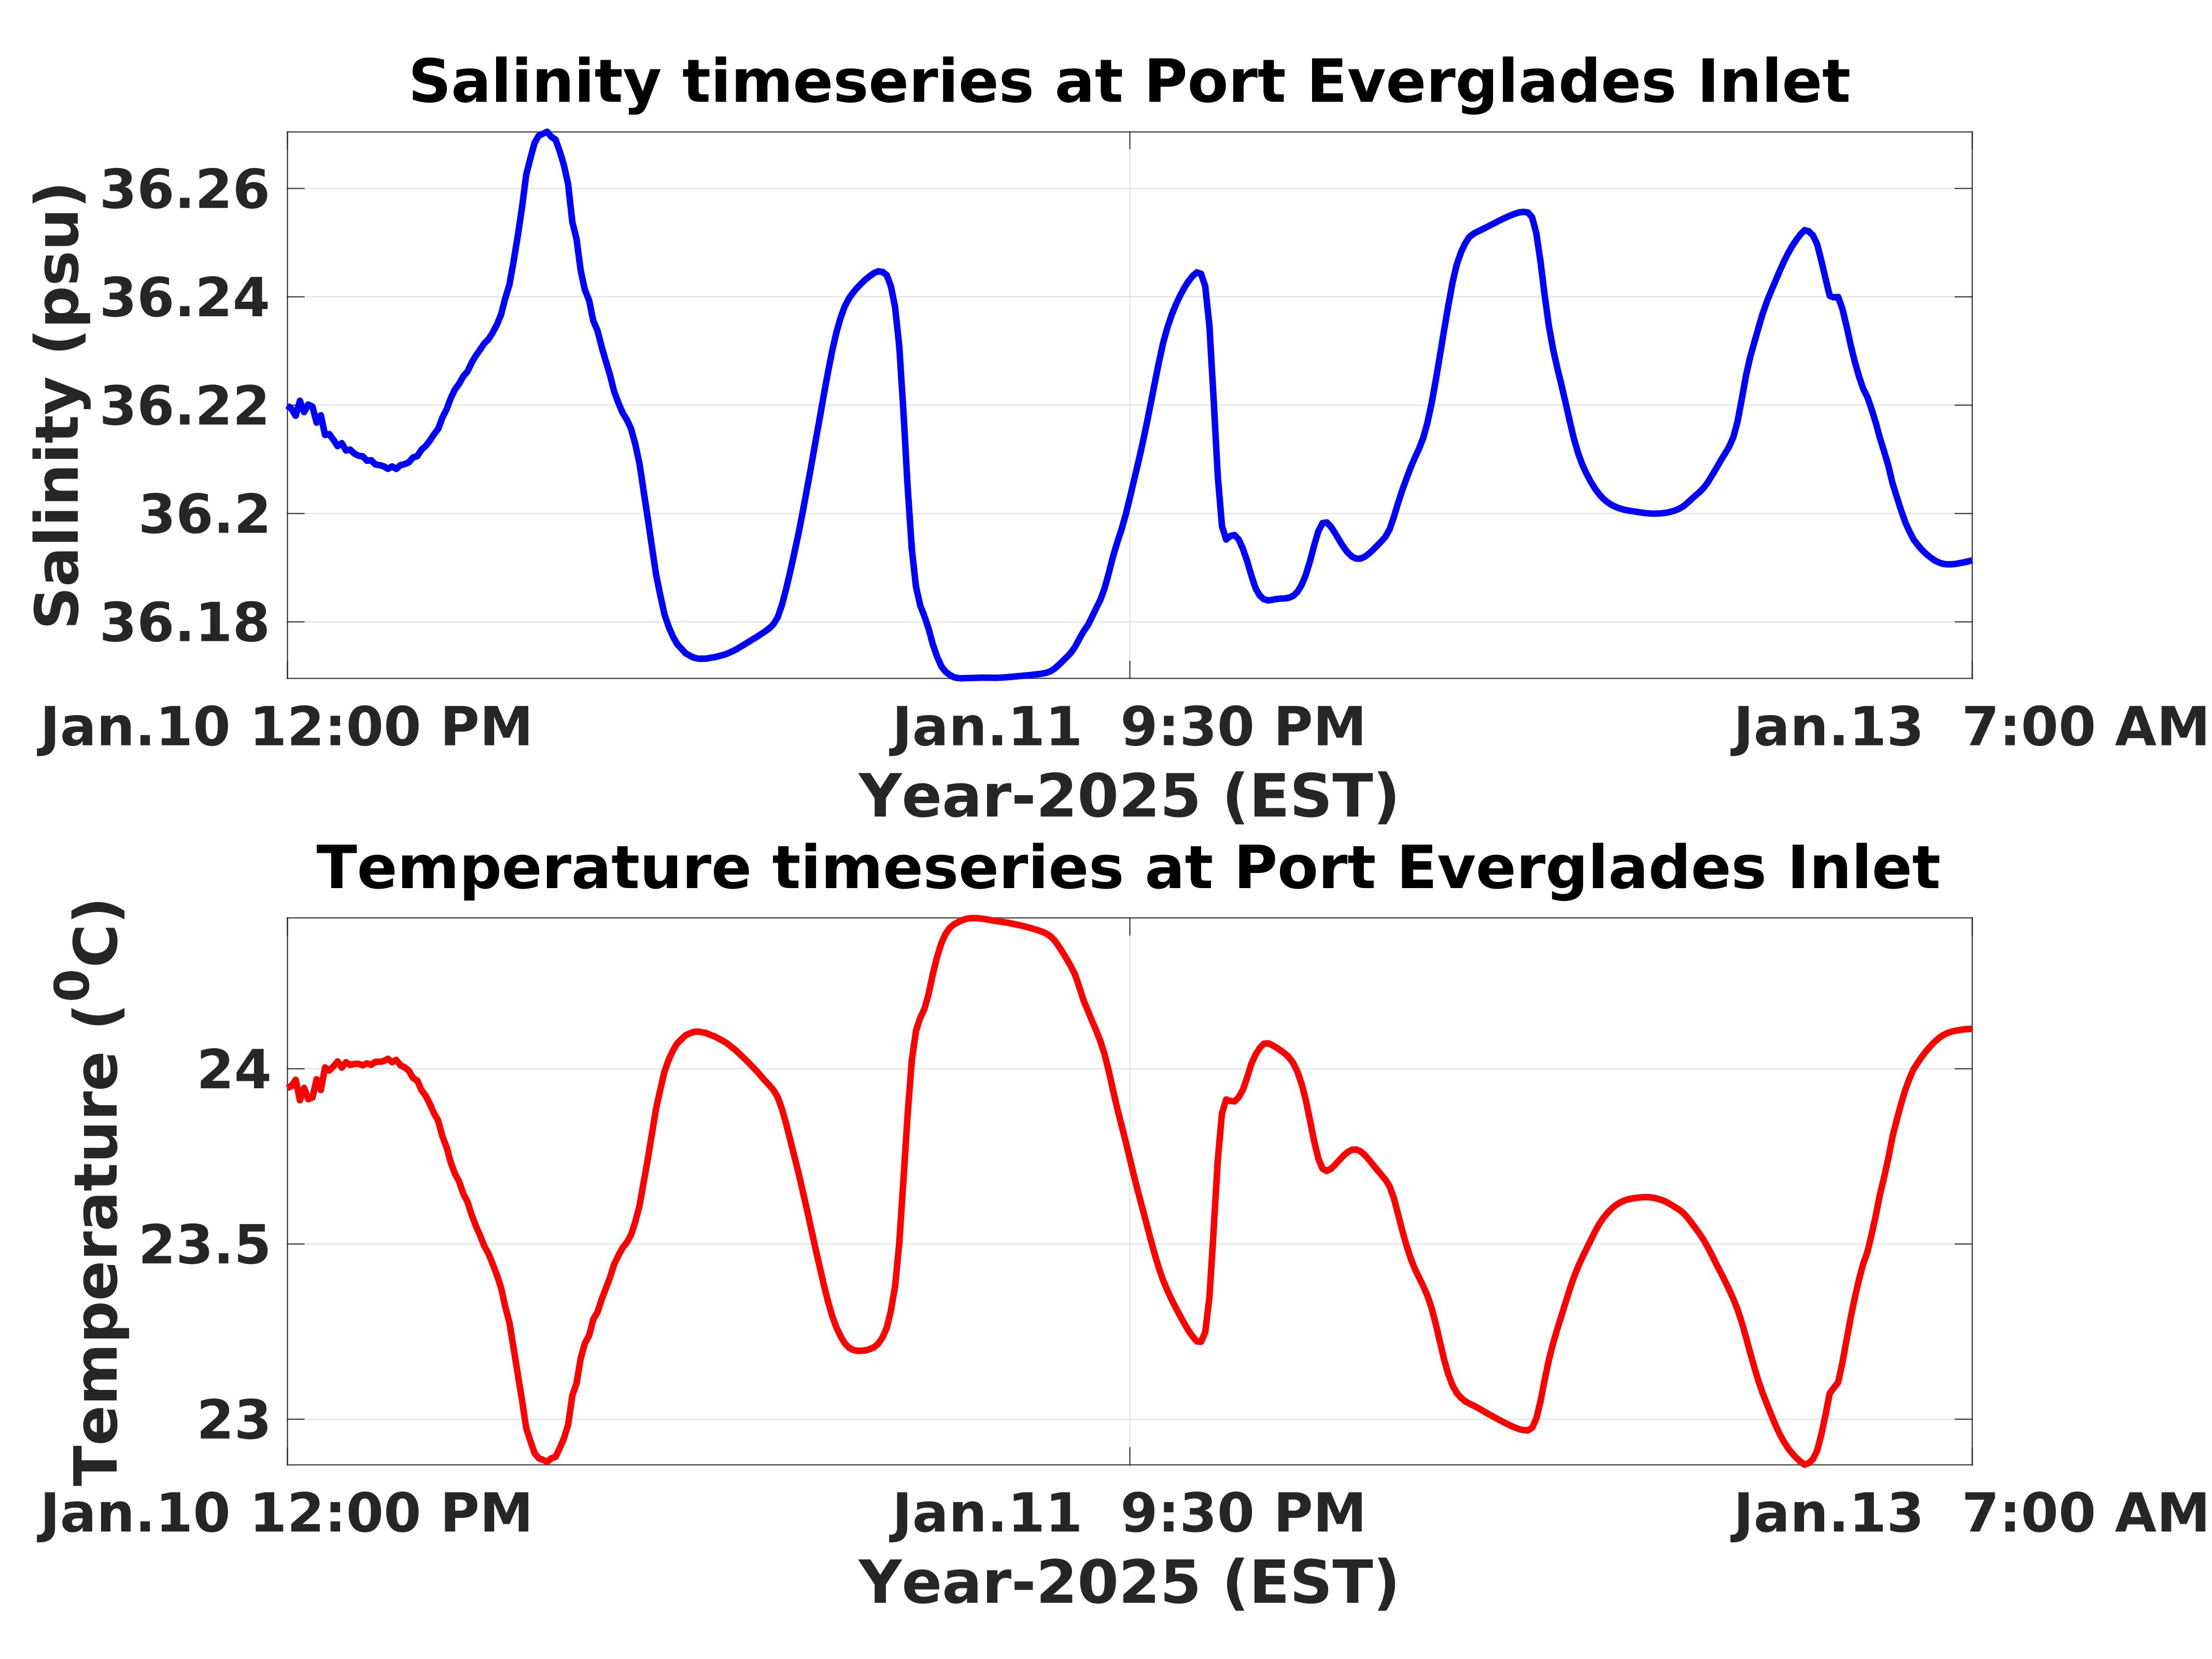 Salinity timeseries at Port Everglades Inlet
Salinity (psu)
36.26
36.24
36.22
36.2
36.18
Jan.10 12:00 PM Jan.11  9:30 PM Jan.13  7:00 AM
Year-2025 (EST)
Temperature timeseries at Port Everglades Inlet
Temperature (⁰C)
24
23.5
23
Jan.10 12:00 PM Jan.11  9:30 PM Jan.13  7:00 AM
Year-2025 (EST)